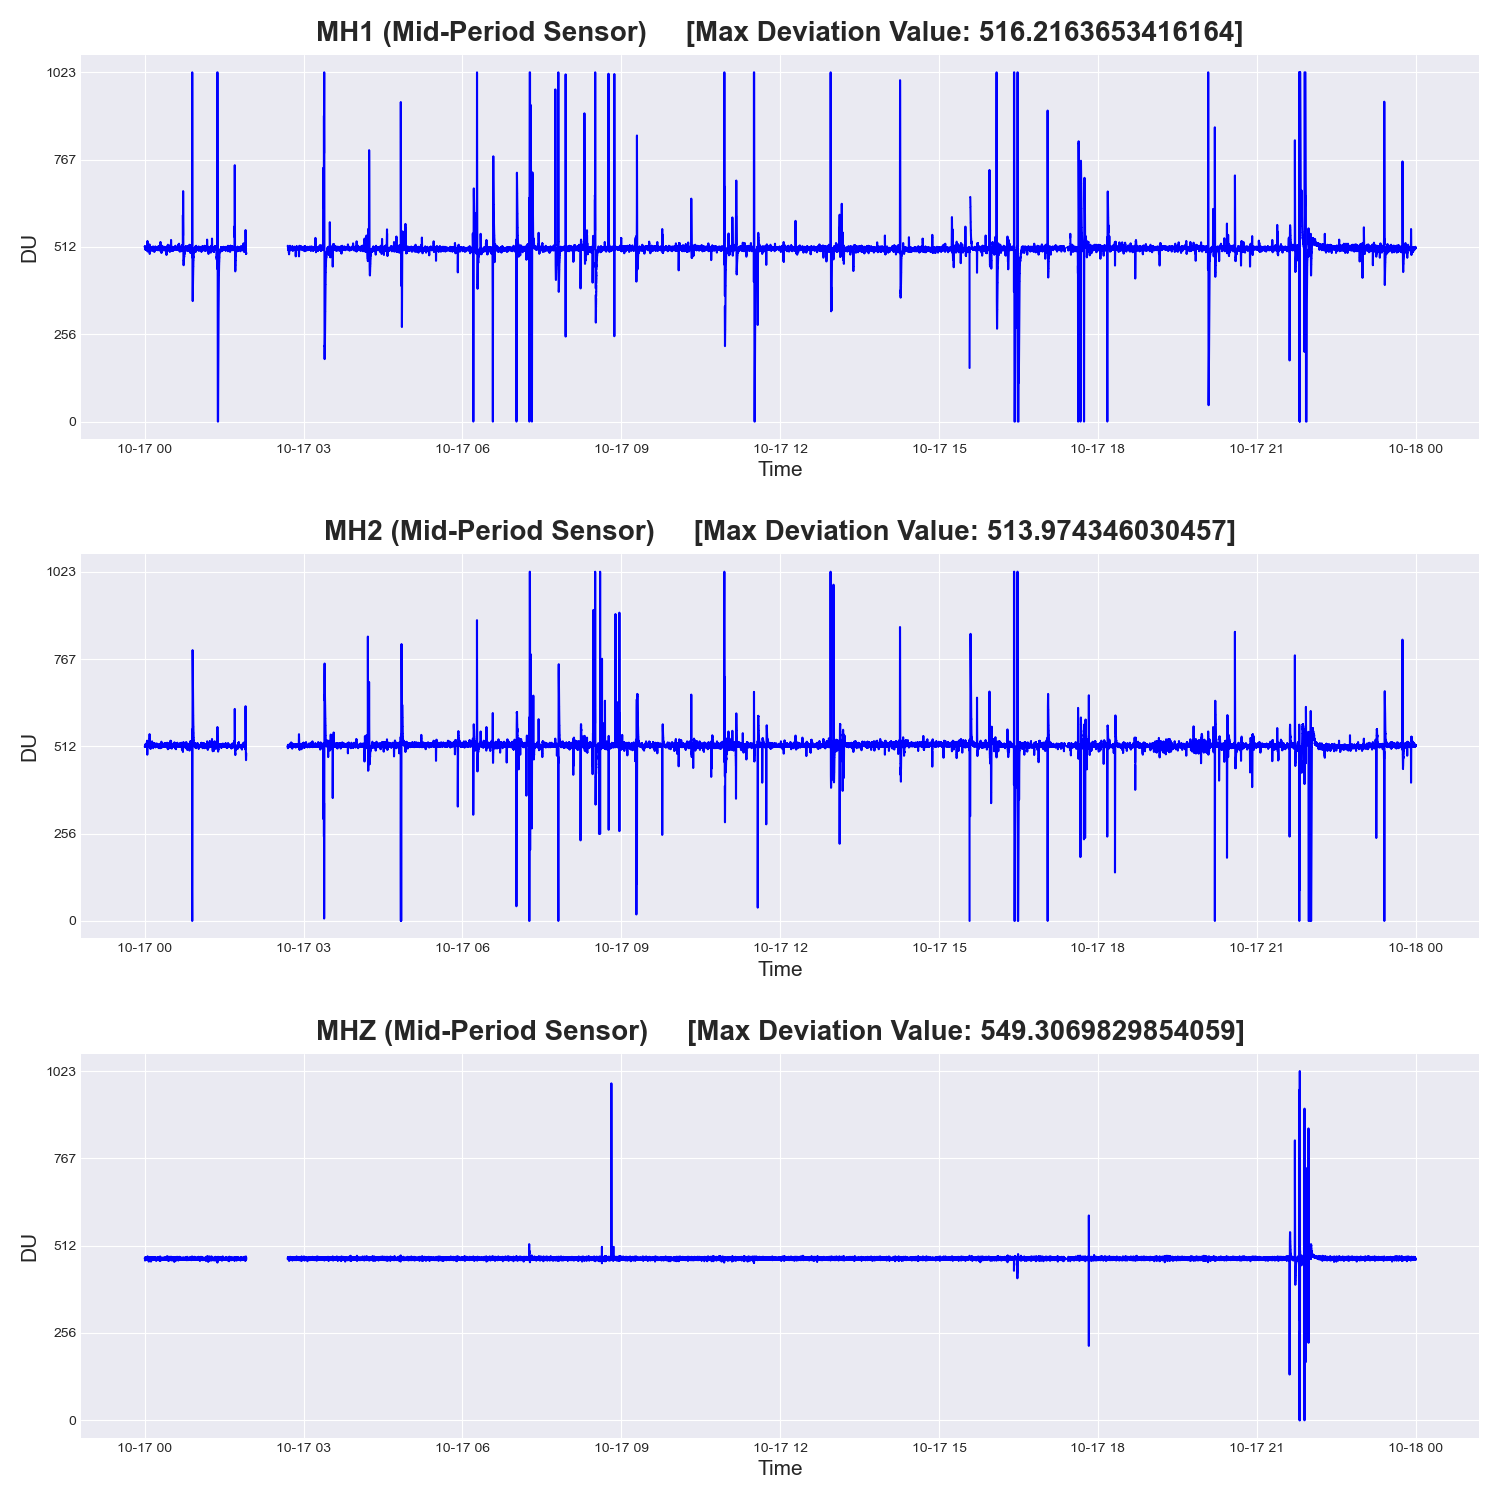 MH1 (Mid-Period Sensor) [Max Deviation Value: 516.2163653416164]
1023
767
512
256
0
DU
10-17 00 10-17 03 10-17 06 10-17 09 10-17 12 10-17 15 10-17 18 10-17 21 10-18 00
Time
MH2 (Mid-Period Sensor) [Max Deviation Value: 513.974346030457]
1023
767
512
256
0
DU
10-17 00 10-17 03 10-17 06 10-17 09 10-17 12 10-17 15 10-17 18 10-17 21 10-18 00
Time
MHZ (Mid-Period Sensor) [Max Deviation Value: 549.3069829854059]
1023
767
512
256
0
DU
10-17 00 10-17 03 10-17 06 10-17 09 10-17 12 10-17 15 10-17 18 10-17 21 10-18 00
Time